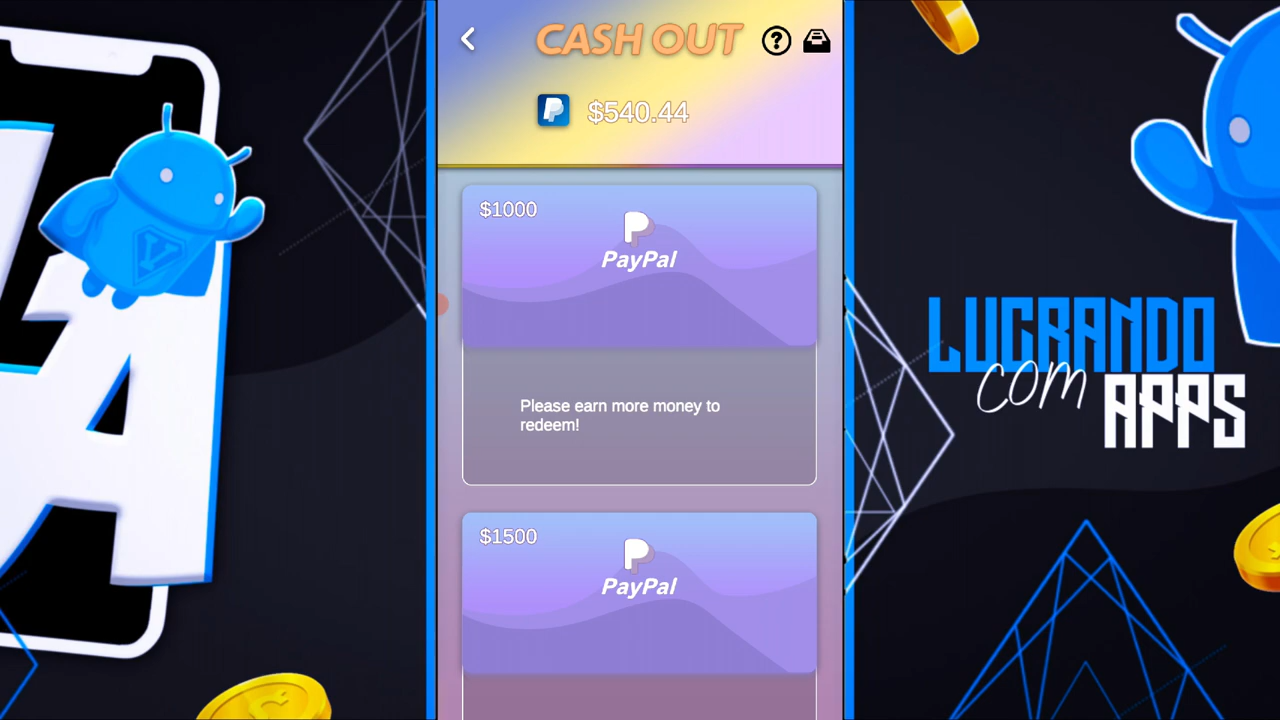 CASH OUT
$540.44
$1000
PayPal
Please earn more money to
redeem!
$1500
PayPal
LUCRANDO
com
APPS